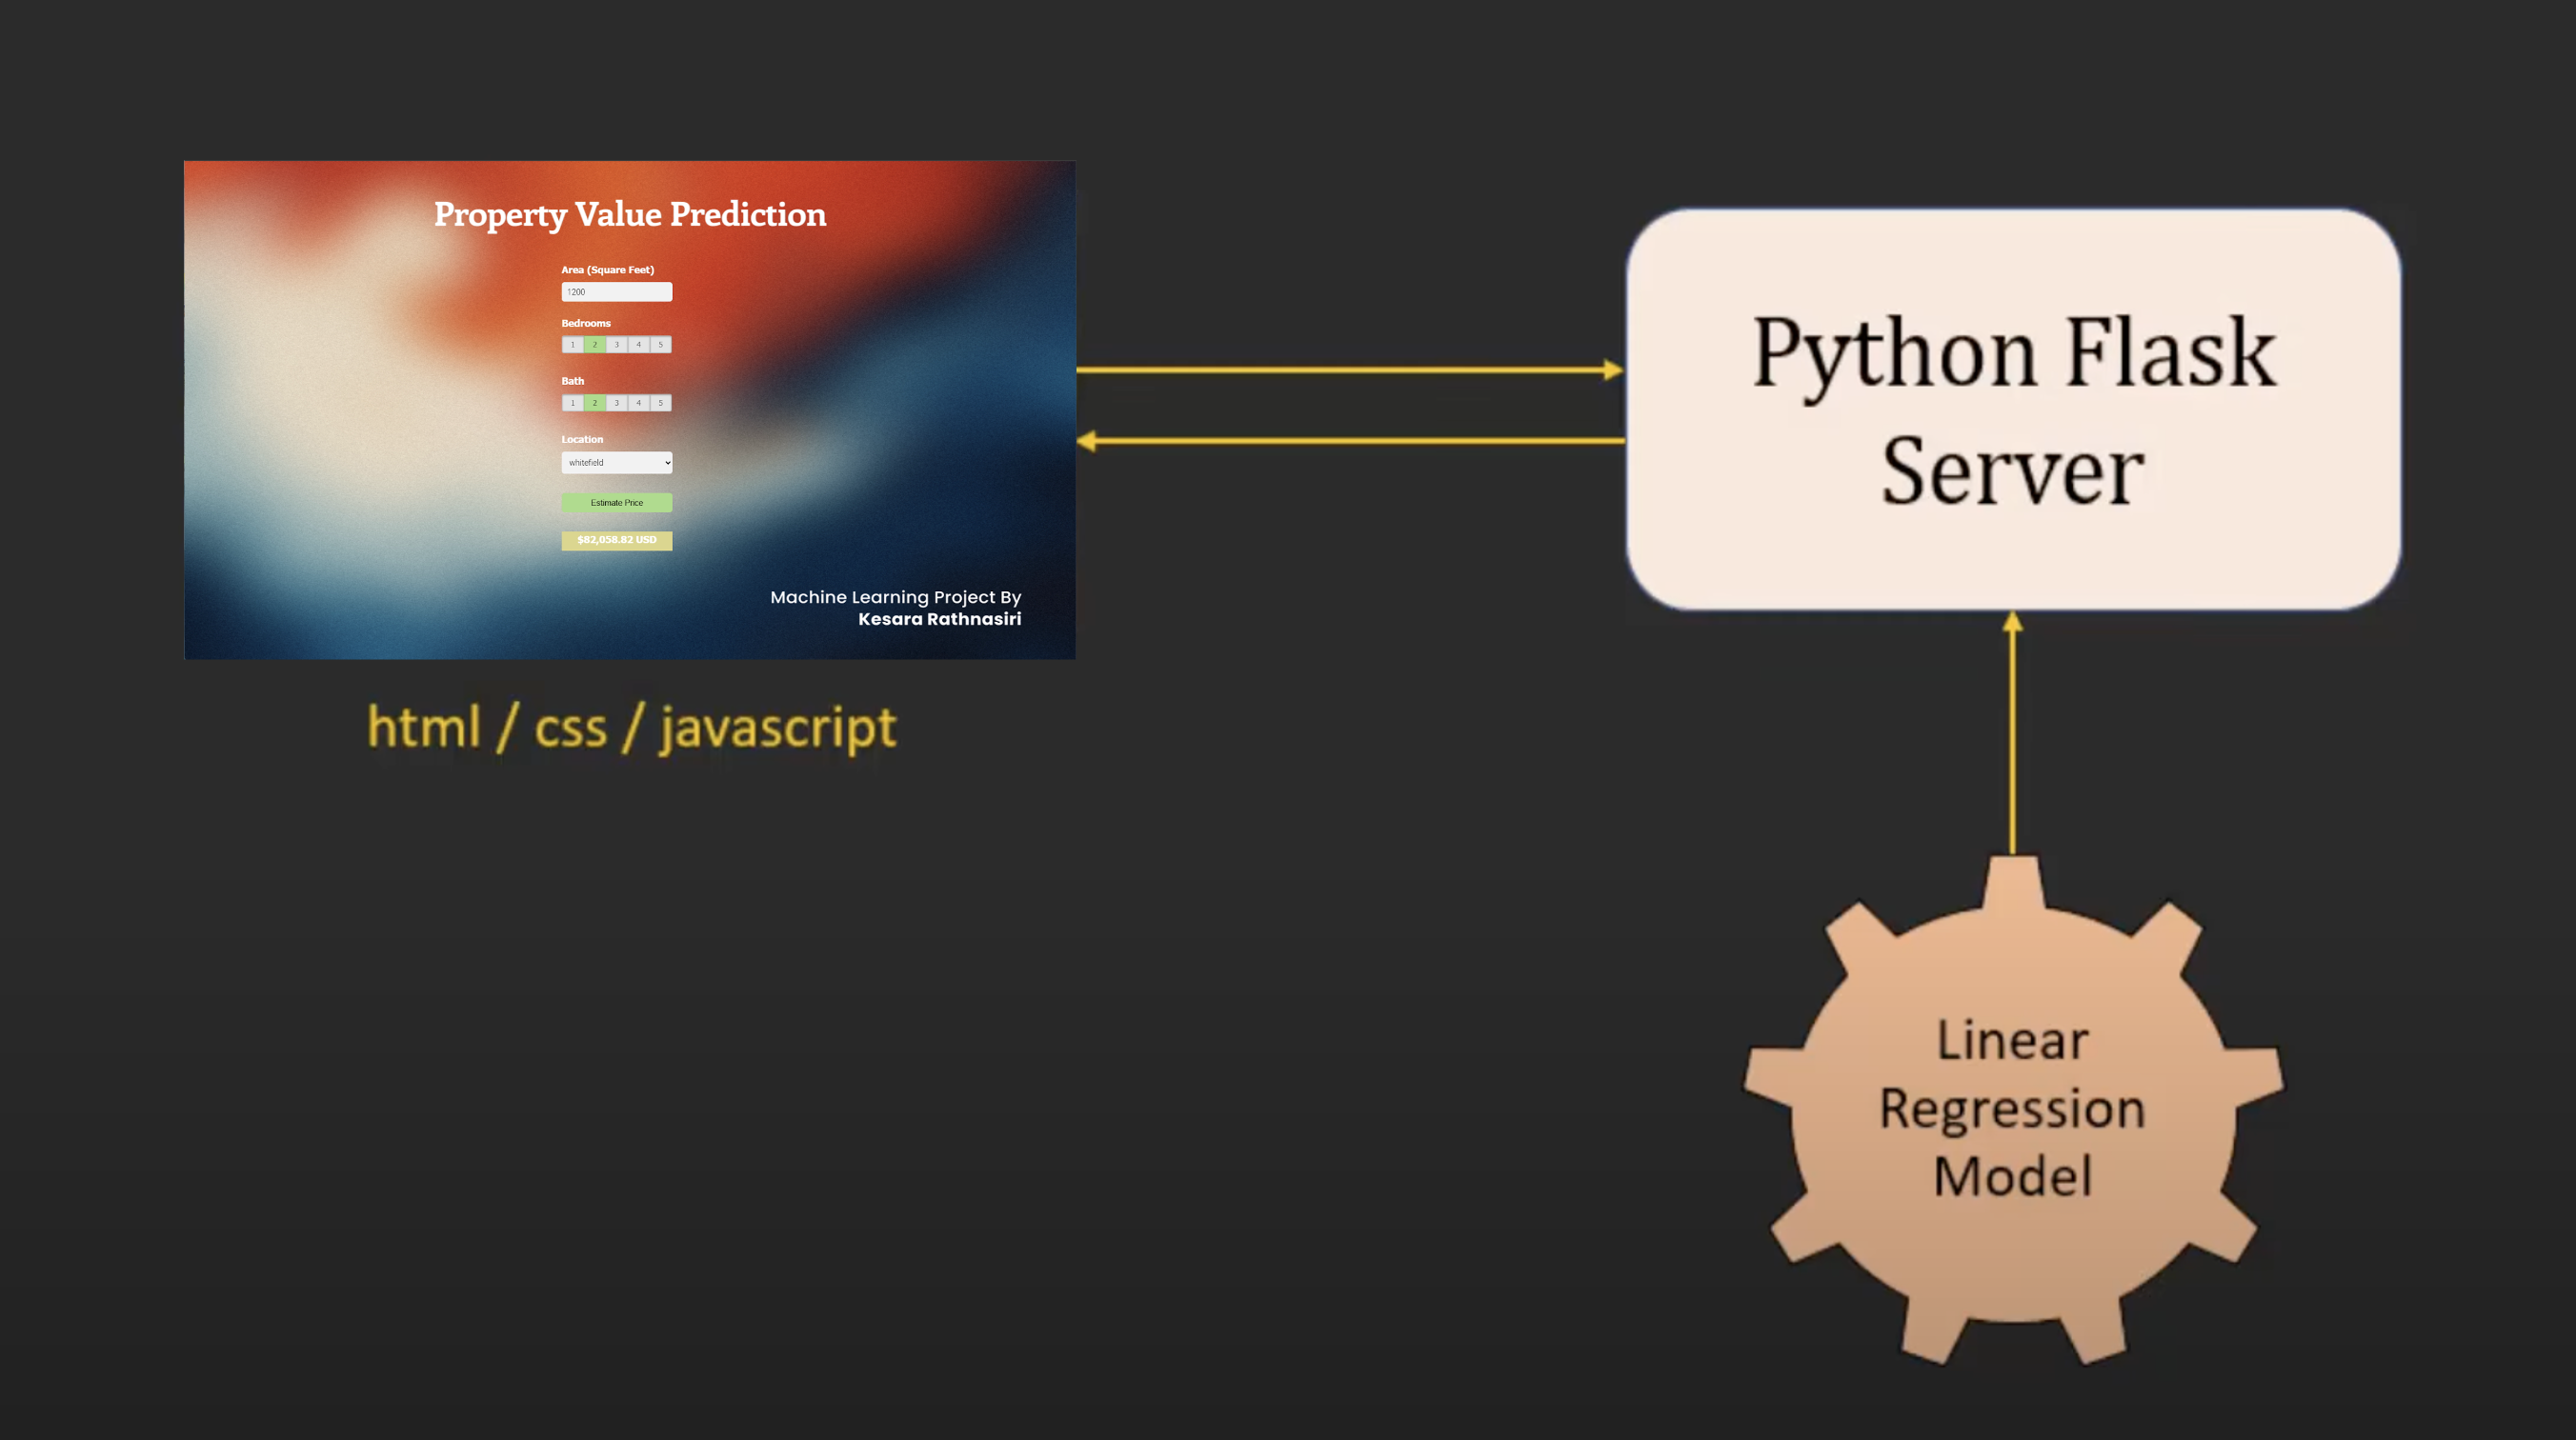 Property Value Prediction
Area (Square Feet)
1200
Bedrooms
1 2 3 4 5
Bath
1 2 3 4 5
Location
whitefield
Estimate Price
$82,058.82 USD
Machine Learning Project By
Kesara Rathnasiri
html / css / javascript
Python Flask
Server
Linear
Regression
Model